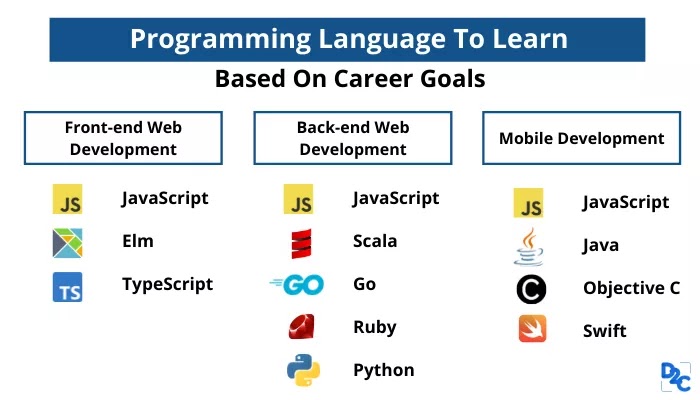 Programming Language To Learn
Based On Career Goals
Front-end Web
Development
JS JavaScript
Elm
TS TypeScript
Back-end Web
Development
JS JavaScript
Scala
GO Go
Ruby
Python
Mobile Development
JS JavaScript
Java
C Objective C
Swift
D2C